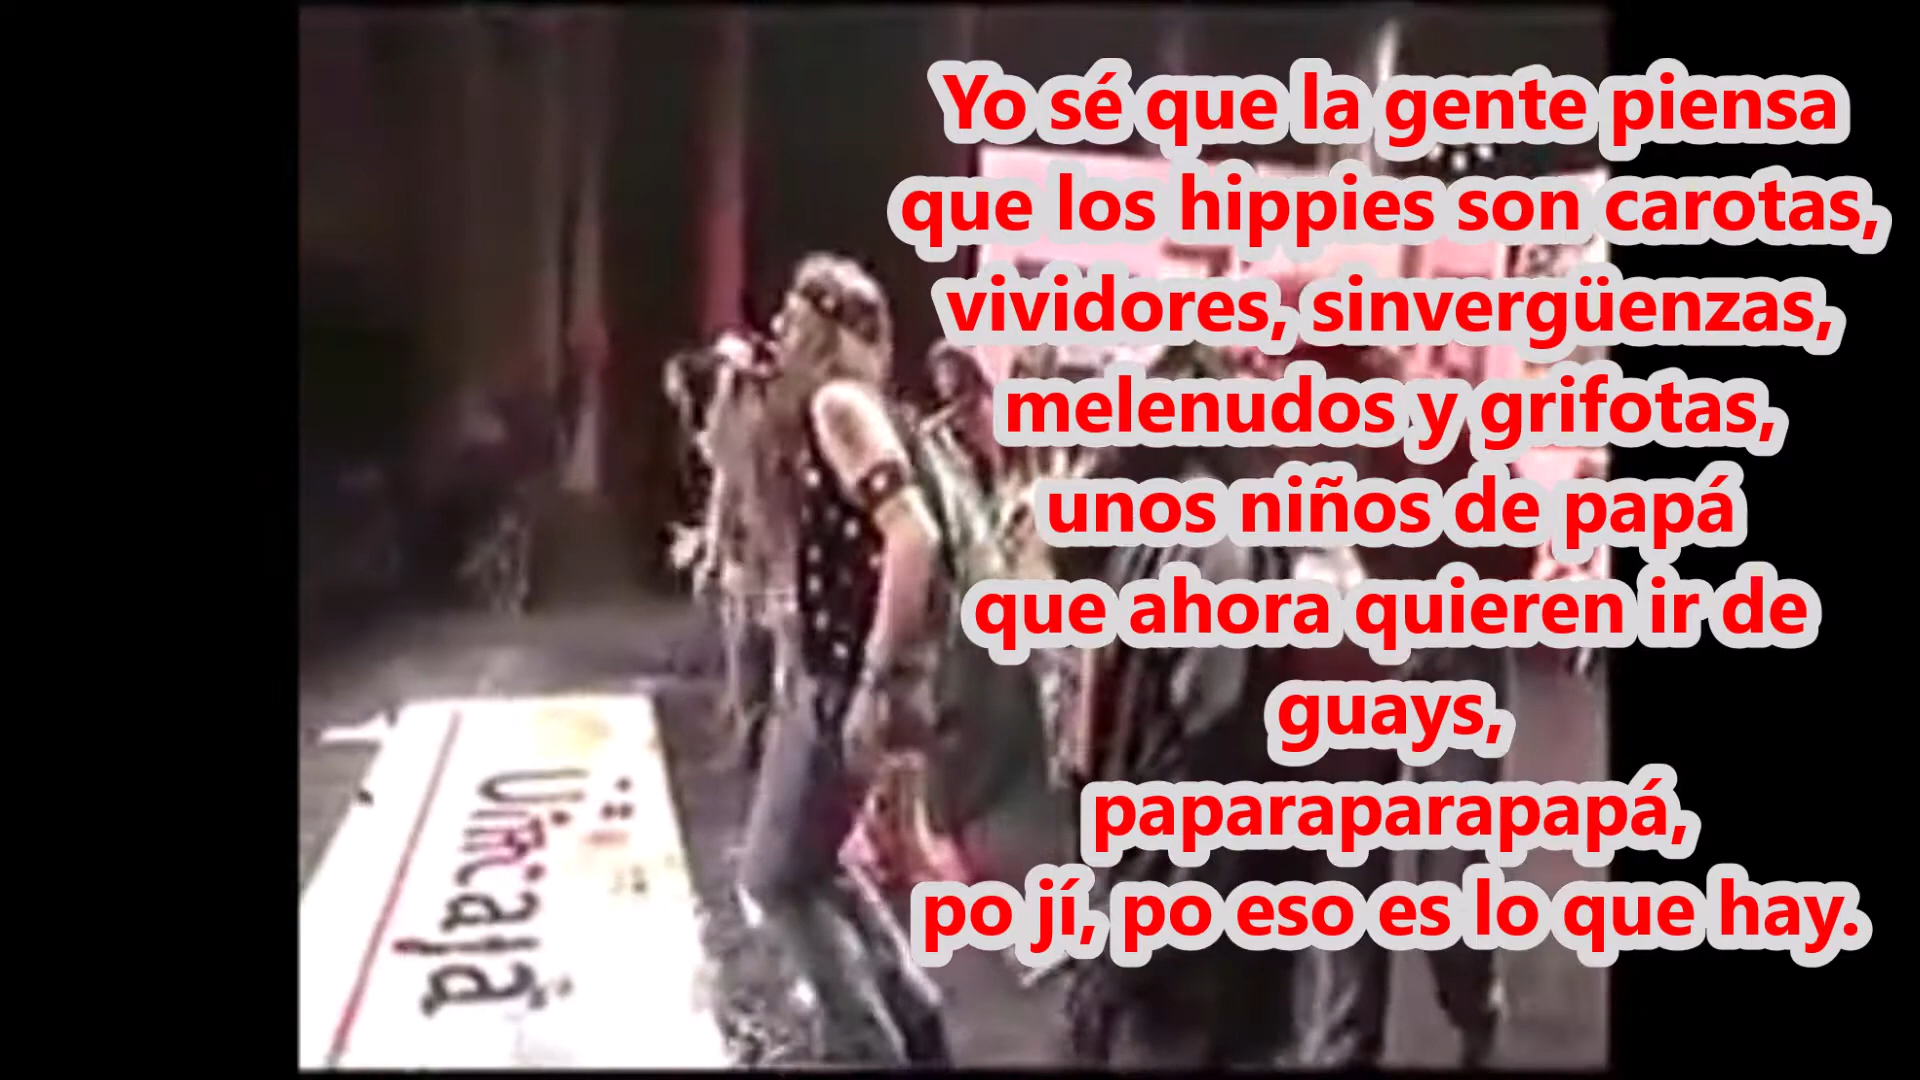 Yo sé que la gente piensa
que los hippies son carotas,
vividores, sinvergüenzas,
melenudos y grifotas,
unos niños de papá
que ahora quieren ir de
guays,
paparaparapapá,
po jí, po eso es lo que hay.
Unicaja